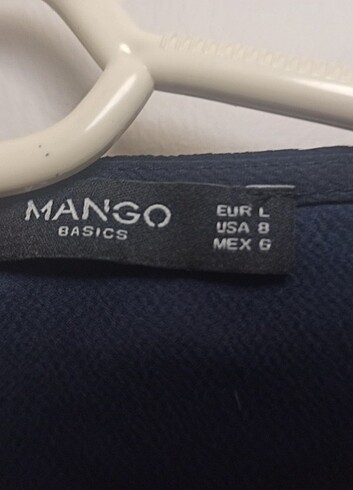 MANGO
BASICS
EUR L
USA 8
MEX G